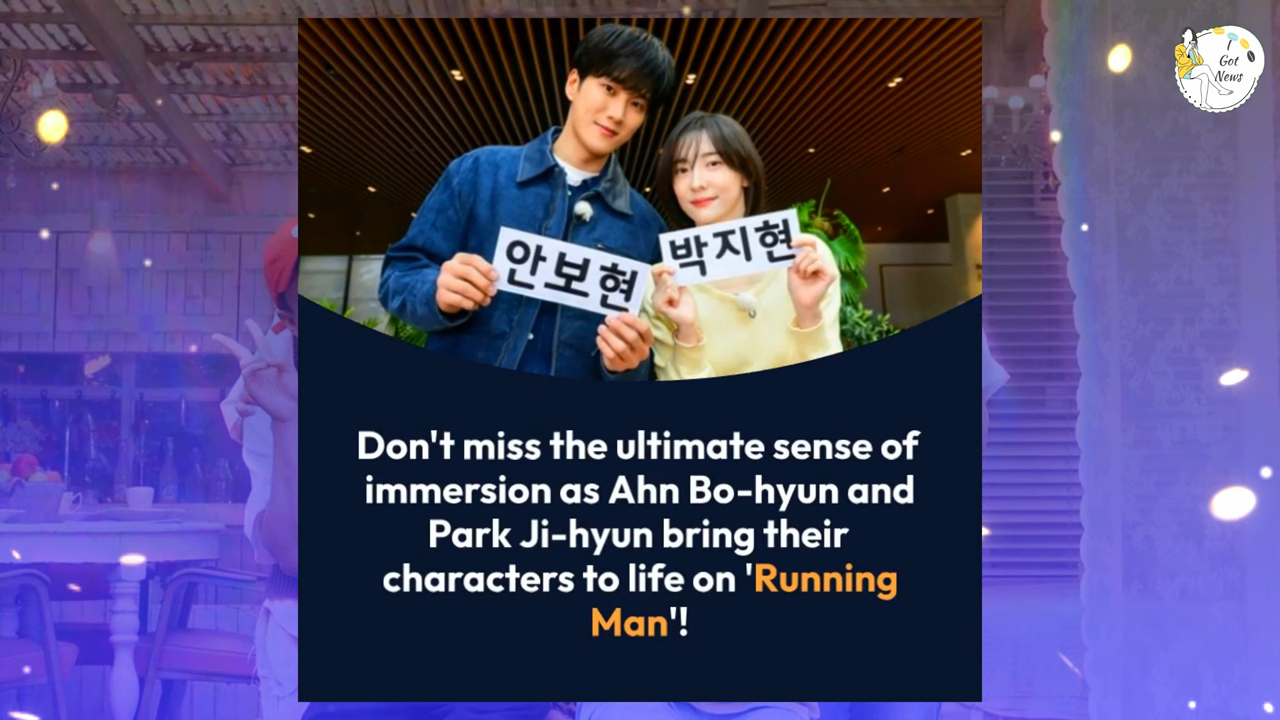 I
Got
News
안보현
박지현
Don't miss the ultimate sense of
immersion as Ahn Bo-hyun and
Park Ji-hyun bring their
characters to life on 'Running
Man'!